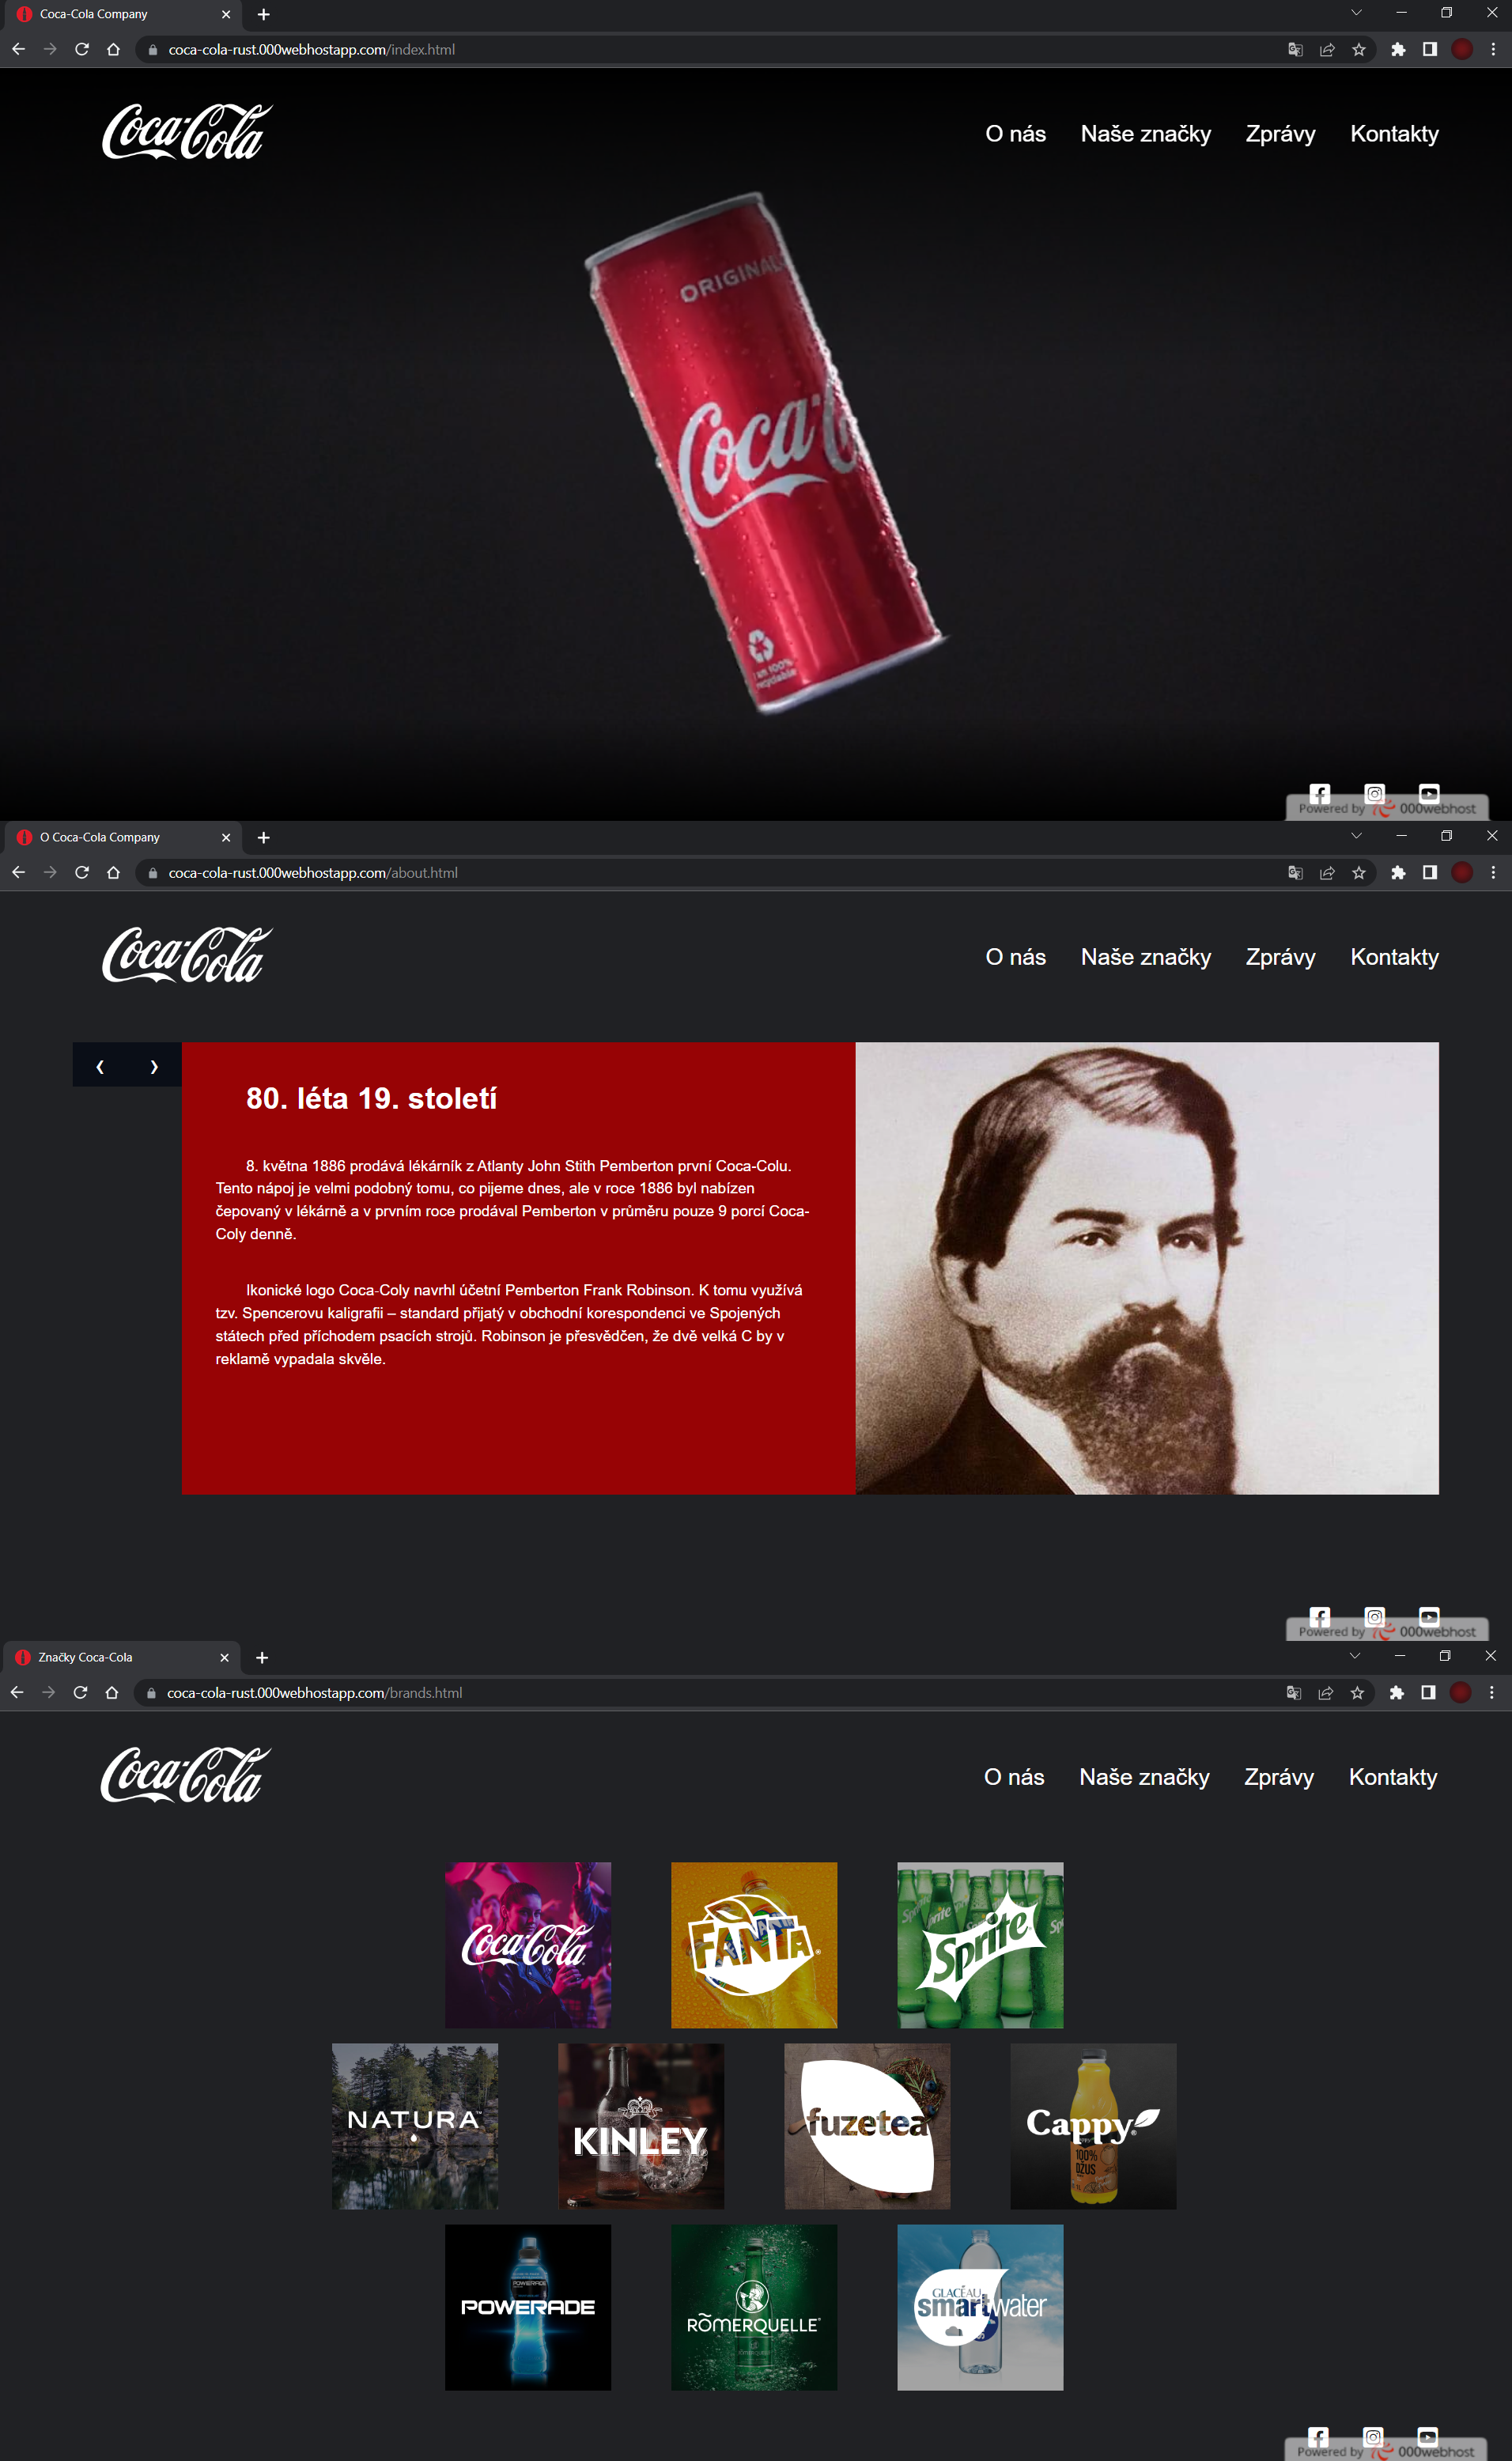 Coca-Cola Company
coca-cola-rust.000webhostapp.com/index.html
Coca-Cola
O nás Naše značky Zprávy Kontakty
ORIGINAL
Coca-C
I am 100%
recyclable
Powered by 000webhost
O Coca-Cola Company
coca-cola-rust.000webhostapp.com/about.html
Coca-Cola
O nás Naše značky Zprávy Kontakty
❮ ❯
80. léta 19. století
8. května 1886 prodává lékárník z Atlanty John Stith Pemberton první Coca-Colu.
Tento nápoj je velmi podobný tomu, co pijeme dnes, ale v roce 1886 byl nabízen
čepovaný v lékárně a v prvním roce prodával Pemberton v průměru pouze 9 porcí Coca-
Coly denně.
Ikonické logo Coca-Coly navrhl účetní Pemberton Frank Robinson. K tomu využívá
tzv. Spencerovu kaligrafii – standard přijatý v obchodní korespondenci ve Spojených
státech před příchodem psacích strojů. Robinson je přesvědčen, že dvě velká C by v
reklamě vypadala skvěle.
Powered by 000webhost
Značky Coca-Cola
coca-cola-rust.000webhostapp.com/brands.html
Coca-Cola
O nás Naše značky Zprávy Kontakty
Coca-Cola
FANTA
Sprite
NATURA
KINLEY
fuzetea
Cappy
100%
DŽUS
POWERADE
RÖMERQUELLE
GLACÉAU
smartwater
Powered by 000webhost